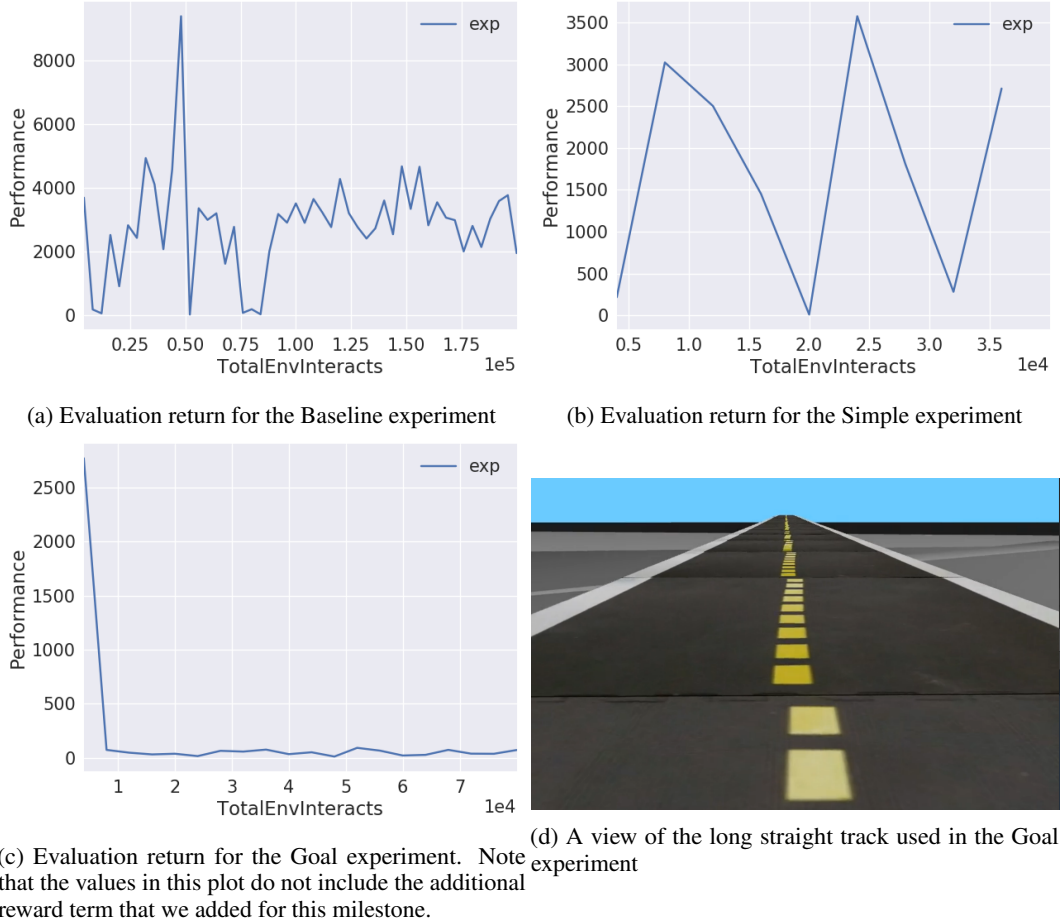 exp
8000
6000
4000
2000
0
Performance
0.25 0.50 0.75 1.00 1.25 1.50 1.75
TotalEnvInteracts 1e5
(a) Evaluation return for the Baseline experiment
exp
3500
3000
2500
2000
1500
1000
500
0
Performance
0.5 1.0 1.5 2.0 2.5 3.0 3.5
TotalEnvInteracts 1e4
(b) Evaluation return for the Simple experiment
exp
2500
2000
1500
1000
500
0
Performance
1 2 3 4 5 6 7
TotalEnvInteracts 1e4
(c) Evaluation return for the Goal experiment. Note
that the values in this plot do not include the additional
reward term that we added for this milestone.
(d) A view of the long straight track used in the Goal
experiment